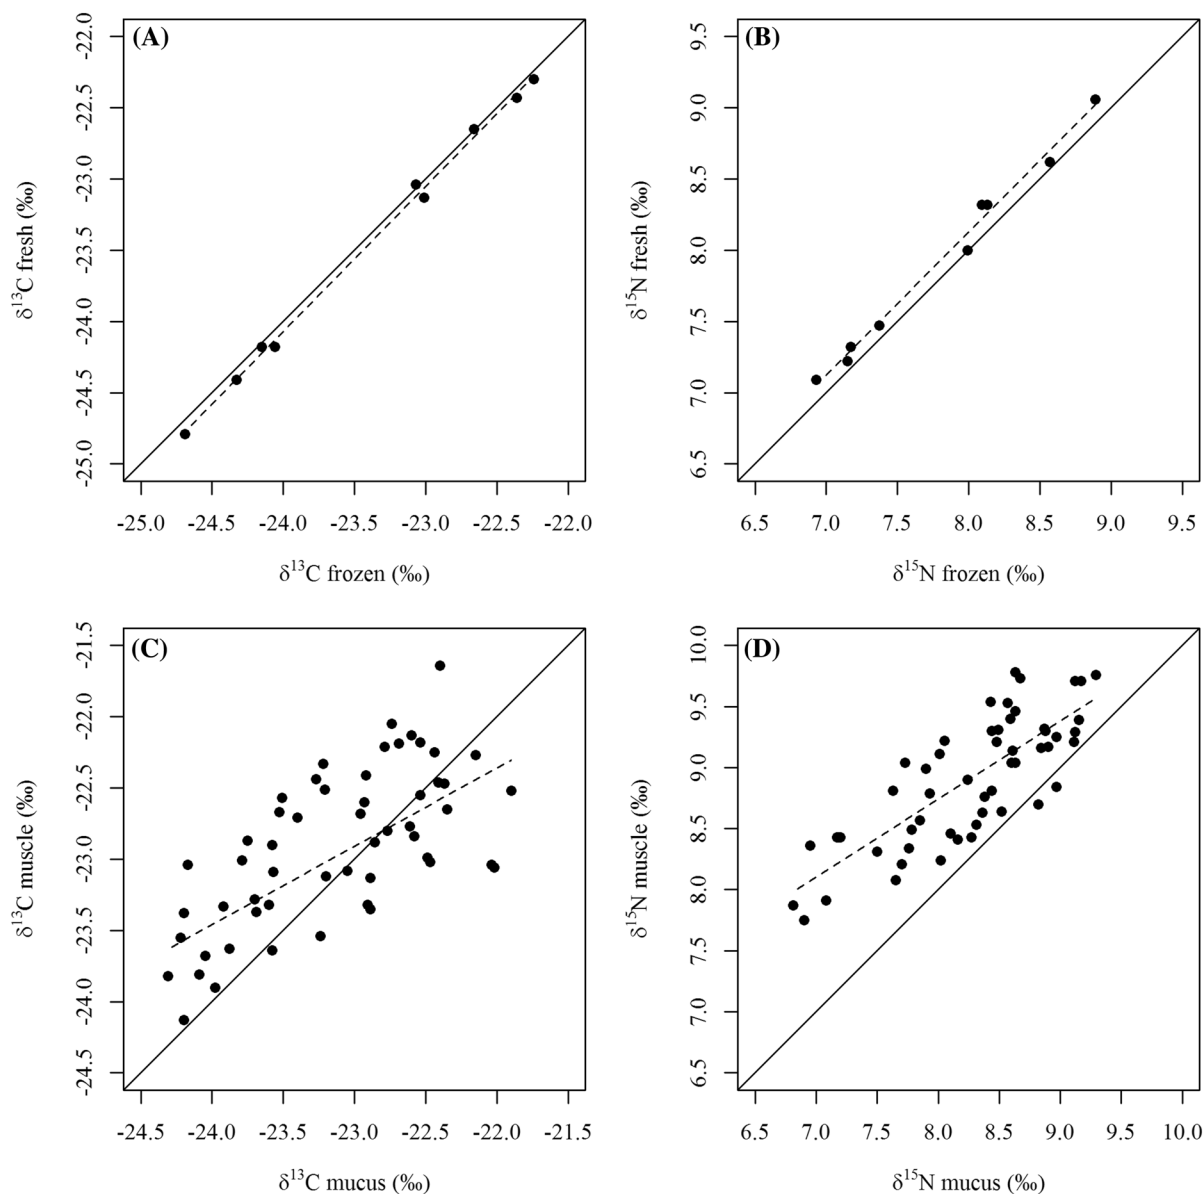 (A)
-22.0
-22.5
-23.0
-23.5
-24.0
-24.5
-25.0
δ¹³C fresh (‰)
-25.0 -24.5 -24.0 -23.5 -23.0 -22.5 -22.0
δ¹³C frozen (‰)
(B)
9.5
9.0
8.5
8.0
7.5
7.0
6.5
δ¹⁵N fresh (‰)
6.5 7.0 7.5 8.0 8.5 9.0 9.5
δ¹⁵N frozen (‰)
(C)
-21.5
-22.0
-22.5
-23.0
-23.5
-24.0
-24.5
δ¹³C muscle (‰)
-24.5 -24.0 -23.5 -23.0 -22.5 -22.0 -21.5
δ¹³C mucus (‰)
(D)
10.0
9.5
9.0
8.5
8.0
7.5
7.0
6.5
δ¹⁵N muscle (‰)
6.5 7.0 7.5 8.0 8.5 9.0 9.5 10.0
δ¹⁵N mucus (‰)